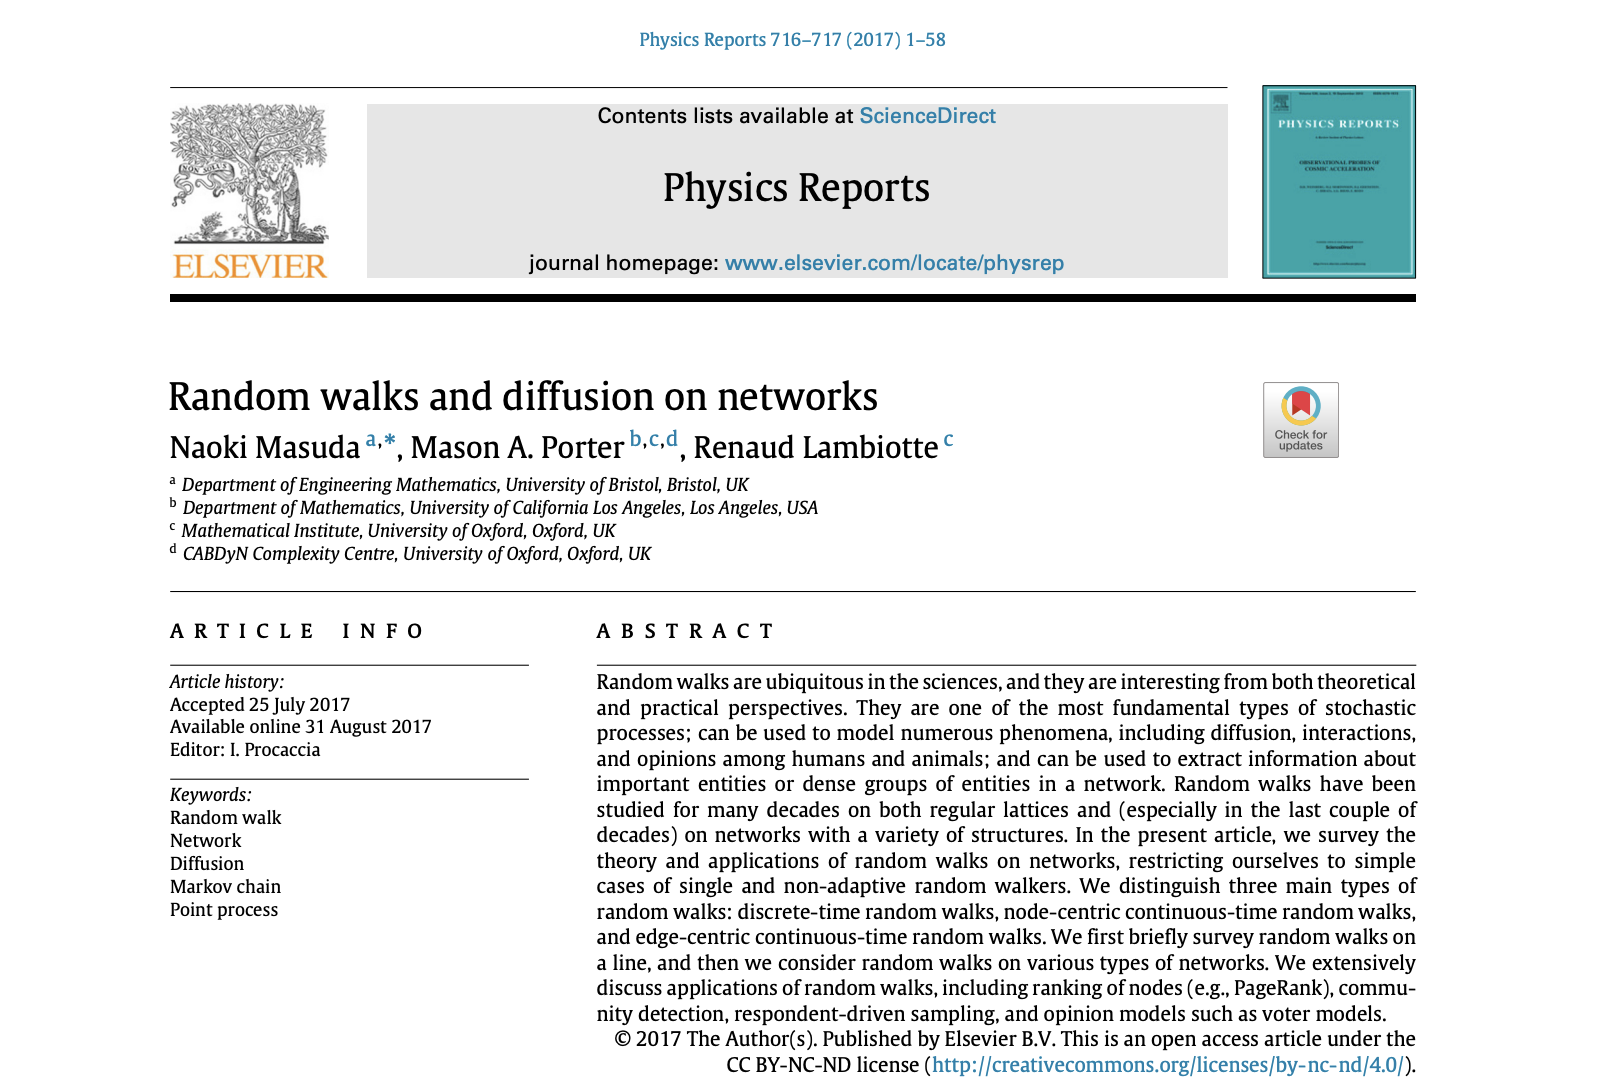 Physics Reports 716–717 (2017) 1–58
Contents lists available at ScienceDirect
Physics Reports
journal homepage: www.elsevier.com/locate/physrep
NON SOLUS
ELSEVIER
PHYSICS REPORTS
OBSERVATIONAL PROBES OF
COSMIC ACCELERATION
Random walks and diffusion on networks
Naoki Masuda a,*, Mason A. Porter b,c,d, Renaud Lambiotte c
Check for
updates
a Department of Engineering Mathematics, University of Bristol, Bristol, UK
b Department of Mathematics, University of California Los Angeles, Los Angeles, USA
c Mathematical Institute, University of Oxford, Oxford, UK
d CABDyN Complexity Centre, University of Oxford, Oxford, UK
ARTICLE INFO
Article history:
Accepted 25 July 2017
Available online 31 August 2017
Editor: I. Procaccia
Keywords:
Random walk
Network
Diffusion
Markov chain
Point process
ABSTRACT
Random walks are ubiquitous in the sciences, and they are interesting from both theoretical
and practical perspectives. They are one of the most fundamental types of stochastic
processes; can be used to model numerous phenomena, including diffusion, interactions,
and opinions among humans and animals; and can be used to extract information about
important entities or dense groups of entities in a network. Random walks have been
studied for many decades on both regular lattices and (especially in the last couple of
decades) on networks with a variety of structures. In the present article, we survey the
theory and applications of random walks on networks, restricting ourselves to simple
cases of single and non-adaptive random walkers. We distinguish three main types of
random walks: discrete-time random walks, node-centric continuous-time random walks,
and edge-centric continuous-time random walks. We first briefly survey random walks on
a line, and then we consider random walks on various types of networks. We extensively
discuss applications of random walks, including ranking of nodes (e.g., PageRank), commu-
nity detection, respondent-driven sampling, and opinion models such as voter models.
© 2017 The Author(s). Published by Elsevier B.V. This is an open access article under the
CC BY-NC-ND license (http://creativecommons.org/licenses/by-nc-nd/4.0/).